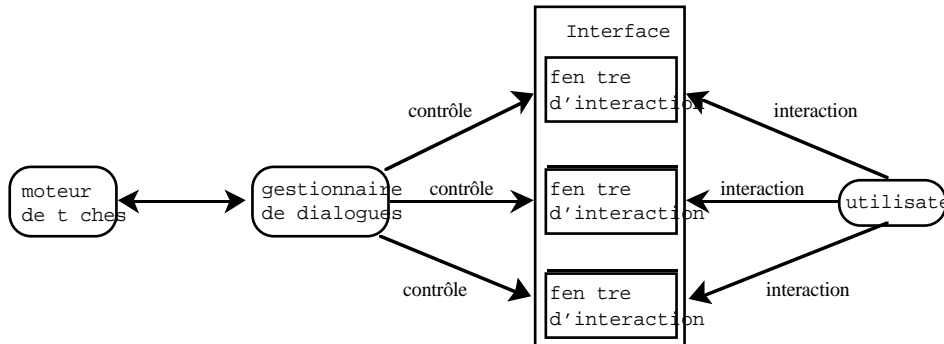 Interface
fen tre
d'interaction
contrôle
interaction
moteur
de t ches
gestionnaire
de dialogues
contrôle
fen tre
d'interaction
interaction
utilisate
contrôle
fen tre
d'interaction
interaction